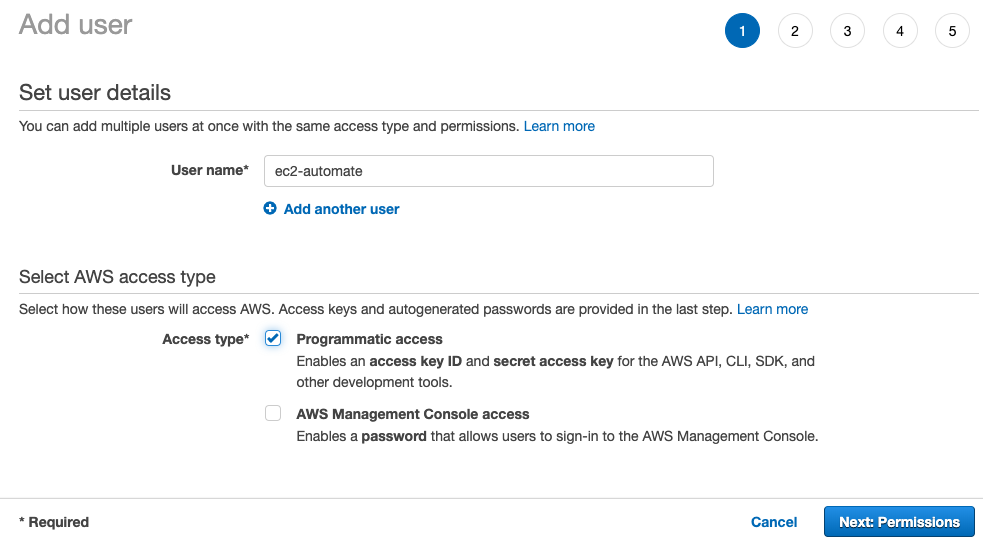 Add user
1 2 3 4 5
Set user details
You can add multiple users at once with the same access type and permissions. Learn more
User name* ec2-automate
Add another user
Select AWS access type
Select how these users will access AWS. Access keys and autogenerated passwords are provided in the last step. Learn more
Access type* Programmatic access
Enables an access key ID and secret access key for the AWS API, CLI, SDK, and
other development tools.
AWS Management Console access
Enables a password that allows users to sign-in to the AWS Management Console.
* Required Cancel Next: Permissions